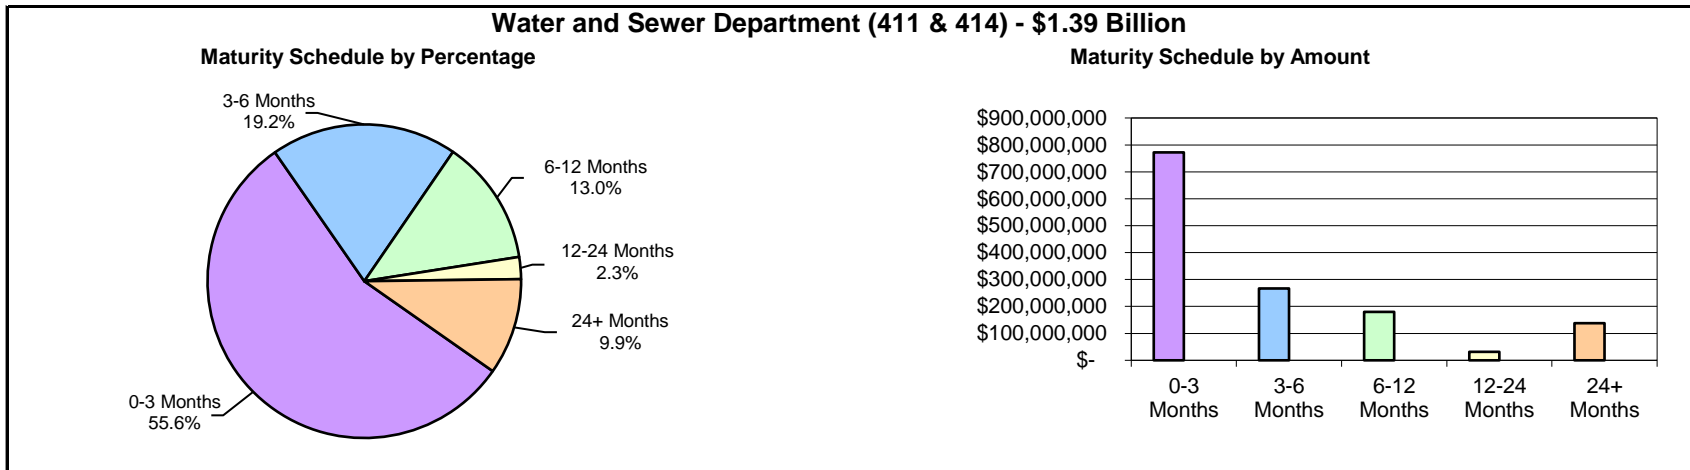 Water and Sewer Department (411 & 414) - $1.39 Billion
Maturity Schedule by Percentage
3-6 Months
19.2%
6-12 Months
13.0%
12-24 Months
2.3%
24+ Months
9.9%
0-3 Months
55.6%
Maturity Schedule by Amount
$900,000,000
$800,000,000
$700,000,000
$600,000,000
$500,000,000
$400,000,000
$300,000,000
$200,000,000
$100,000,000
$-
0-3
Months
3-6
Months
6-12
Months
12-24
Months
24+
Months